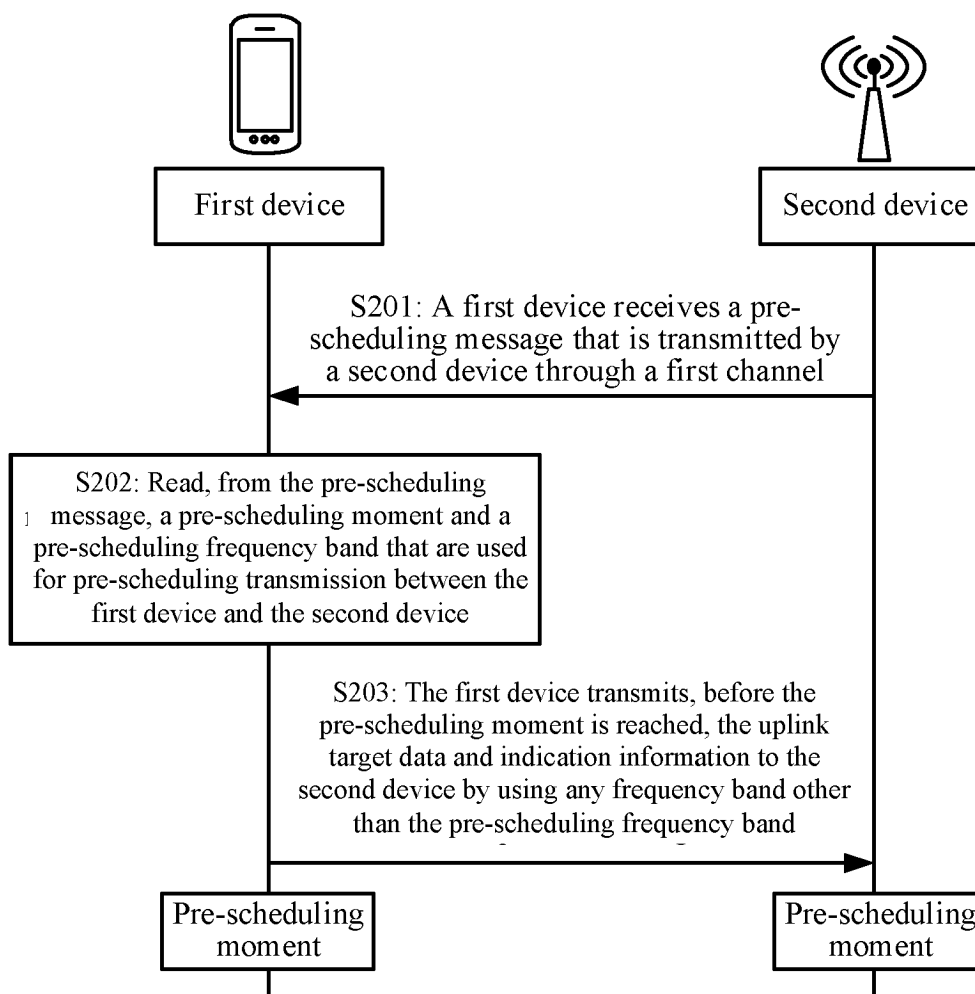 First device
Second device
S201: A first device receives a pre-
scheduling message that is transmitted by
a second device through a first channel
S202: Read, from the pre-scheduling
message, a pre-scheduling moment and a
pre-scheduling frequency band that are used
for pre-scheduling transmission between the
first device and the second device
S203: The first device transmits, before the
pre-scheduling moment is reached, the uplink
target data and indication information to the
second device by using any frequency band other
than the pre-scheduling frequency band
Pre-scheduling
moment
Pre-scheduling
moment